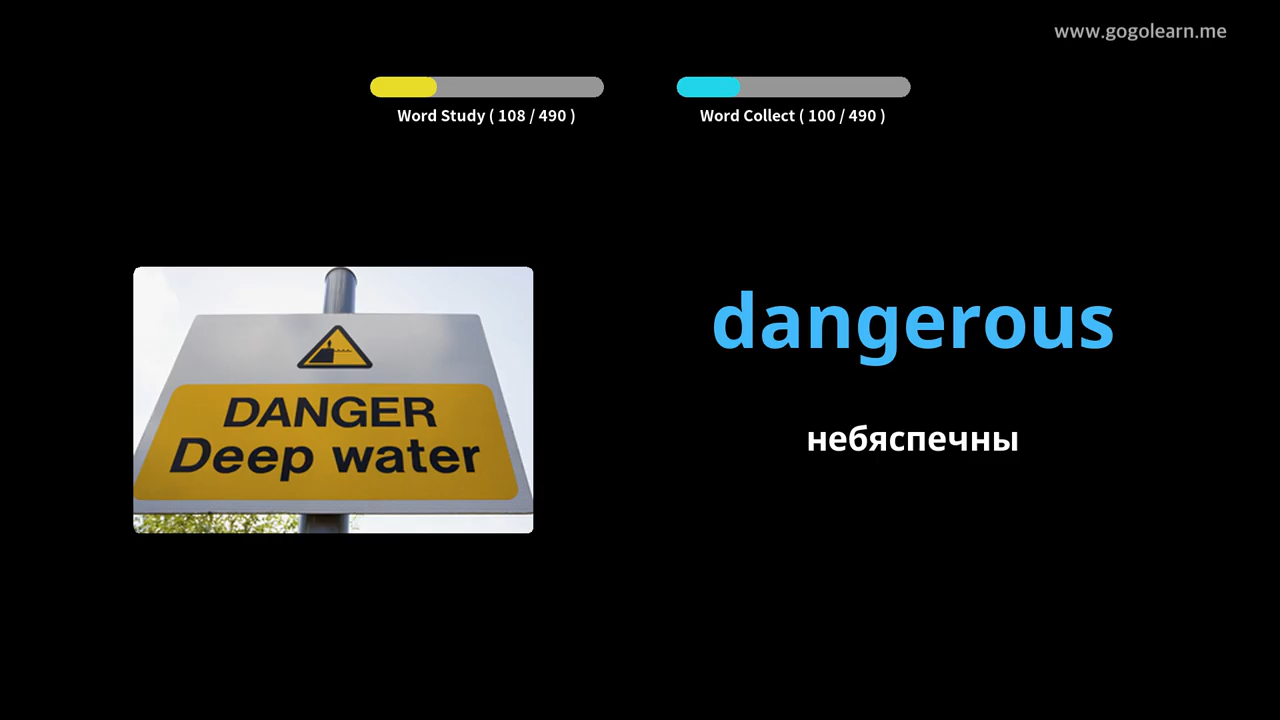 www.gogolearn.me
Word Study ( 108 / 490 )
Word Collect ( 100 / 490 )
DANGER
Deep water
dangerous
небяспечны